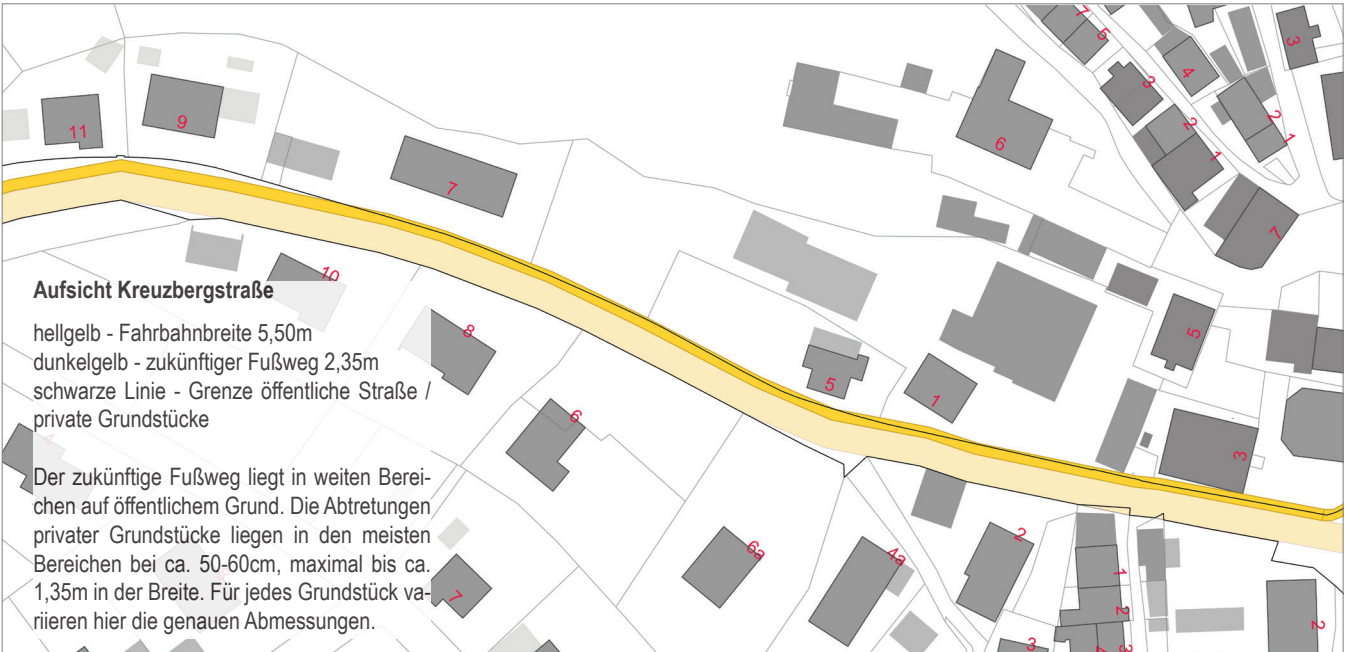 Aufsicht Kreuzbergstraße
hellgelb - Fahrbahnbreite 5,50m
dunkelgelb - zukünftiger Fußweg 2,35m
schwarze Linie - Grenze öffentliche Straße /
private Grundstücke
Der zukünftige Fußweg liegt in weiten Berei-
chen auf öffentlichem Grund. Die Abtretungen
privater Grundstücke liegen in den meisten
Bereichen bei ca. 50-60cm, maximal bis ca.
1,35m in der Breite. Für jedes Grundstück va-
riieren hier die genauen Abmessungen.
11
9
7
10
8
6
6a
4a
7
5
1
6
5
3
2
1
2
3
2
3
7
5
3
4
2
1
2
1
7
3
4